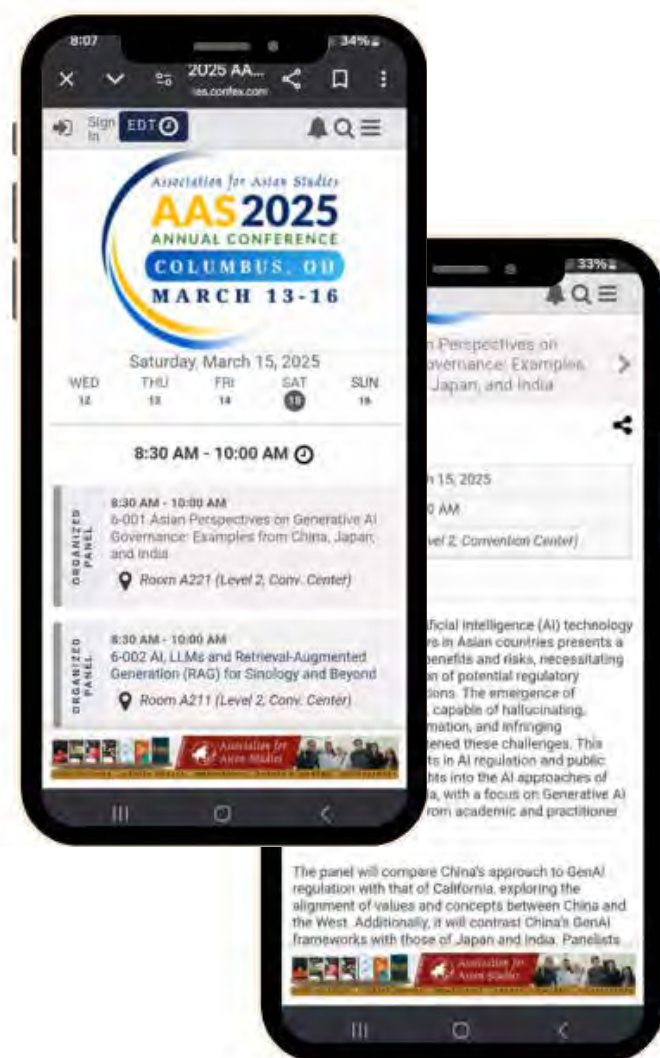 8:07
34%
2025 AA...
ies.confex.com
Sign
In
EDT
Association for Asian Studies
AAS2025
ANNUAL CONFERENCE
COLUMBUS, OH
MARCH 13-16
Saturday, March 15, 2025
WED THU FRI SAT SUN
12 13 14 15 16
8:30 AM - 10:00 AM
ORGANIZED
PANEL
8:30 AM - 10:00 AM
6-001 Asian Perspectives on Generative AI
Governance: Examples from China, Japan,
and India
Room A221 (Level 2, Conv. Center)
ORGANIZED
PANEL
8:30 AM - 10:00 AM
6-002 AI, LLMs and Retrieval-Augmented
Generation (RAG) for Sinology and Beyond
Room A211 (Level 2, Conv. Center)
Association for
Asian Studies
33%
n Perspectives on
overnance: Examples
Japan, and India
h 15, 2025
0 AM
vel 2, Convention Center)
ificial intelligence (AI) technology
rs in Asian countries presents a
benefits and risks, necessitating
n of potential regulatory
ions. The emergence of
, capable of hallucinating,
mation, and infringing
tened these challenges. This
ts in AI regulation and public
hts into the AI approaches of
ia, with a focus on Generative AI
rom academic and practitioner
The panel will compare China's approach to GenAI
regulation with that of California, exploring the
alignment of values and concepts between China and
the West. Additionally, it will contrast China's GenAI
frameworks with those of Japan and India. Panelists
Association for
Asian Studies